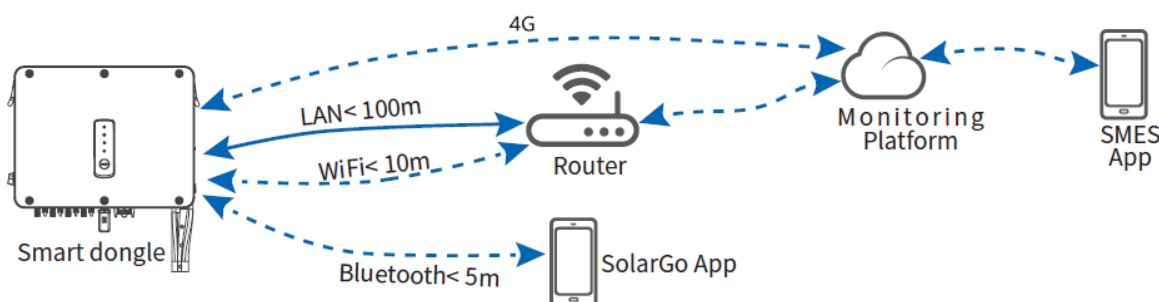 4G
LAN< 100m
WiFi< 10m
Router
Monitoring
Platform
SMES
App
Smart dongle
Bluetooth< 5m
SolarGo App